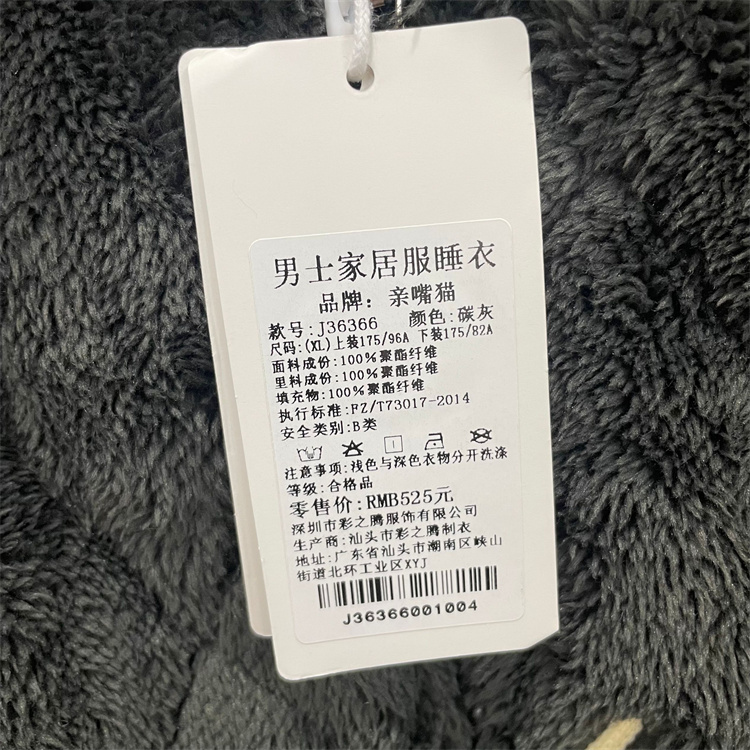 男士家居服睡衣
品牌：亲嘴猫
款号:J36366 颜色:碳灰
尺码:(XL)上装175/96A 下装175/82A
面料成份:100%聚酯纤维
里料成份:100%聚酯纤维
填充物:100%聚酯纤维
执行标准:FZ/T73017-2014
安全类别:B类
注意事项:浅色与深色衣物分开洗涤
等级:合格品
零售价:RMB525元
深圳市彩之腾服饰有限公司
生产商:汕头市彩之腾制衣
地址:广东省汕头市潮南区峡山
街道北环工业区XYJ
J36366001004